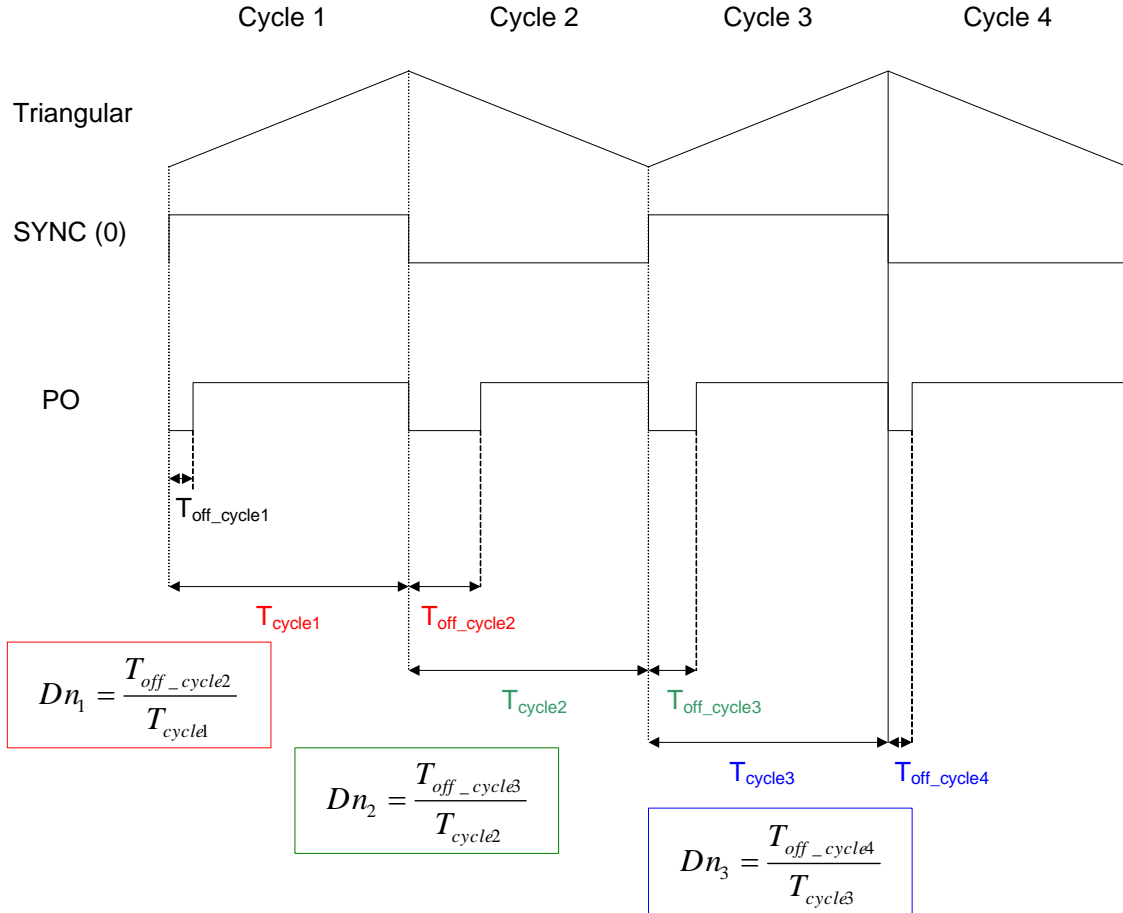 Cycle 1 Cycle 2 Cycle 3 Cycle 4
Triangular
SYNC (0)
PO
T_off_cycle1
T_cycle1 T_off_cycle2
T_cycle2 T_off_cycle3
T_cycle3 T_off_cycle4
Dn_1 = T_off_cycle2 / T_cycle1
Dn_2 = T_off_cycle3 / T_cycle2
Dn_3 = T_off_cycle4 / T_cycle3